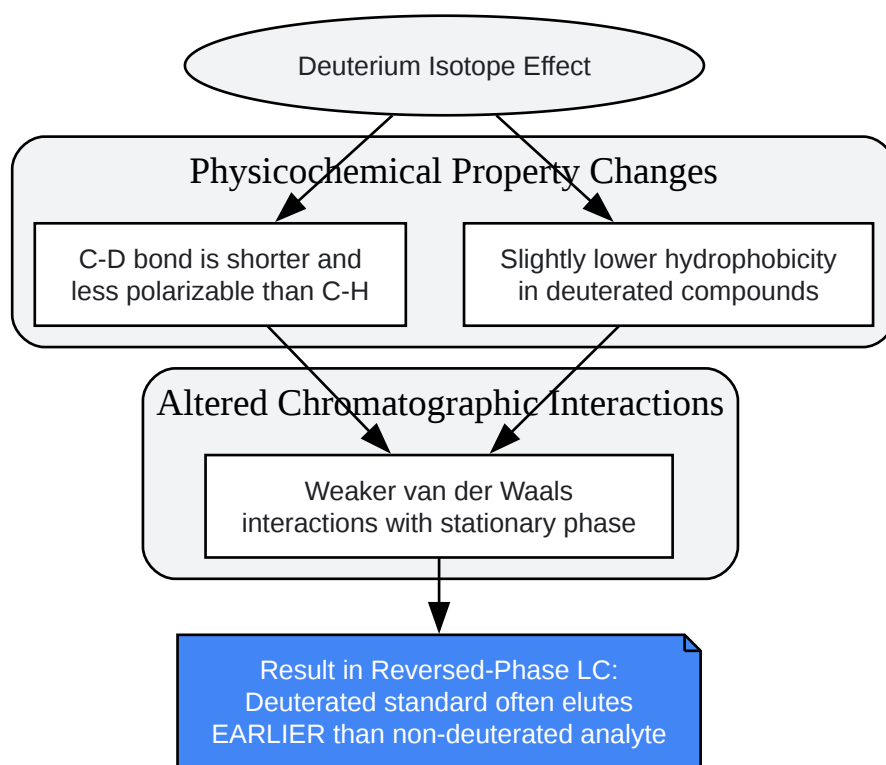 Deuterium Isotope Effect
Physicochemical Property Changes
C-D bond is shorter and
less polarizable than C-H
Slightly lower hydrophobicity
in deuterated compounds
Altered Chromatographic Interactions
Weaker van der Waals
interactions with stationary phase
Result in Reversed-Phase LC:
Deuterated standard often elutes
EARLIER than non-deuterated analyte